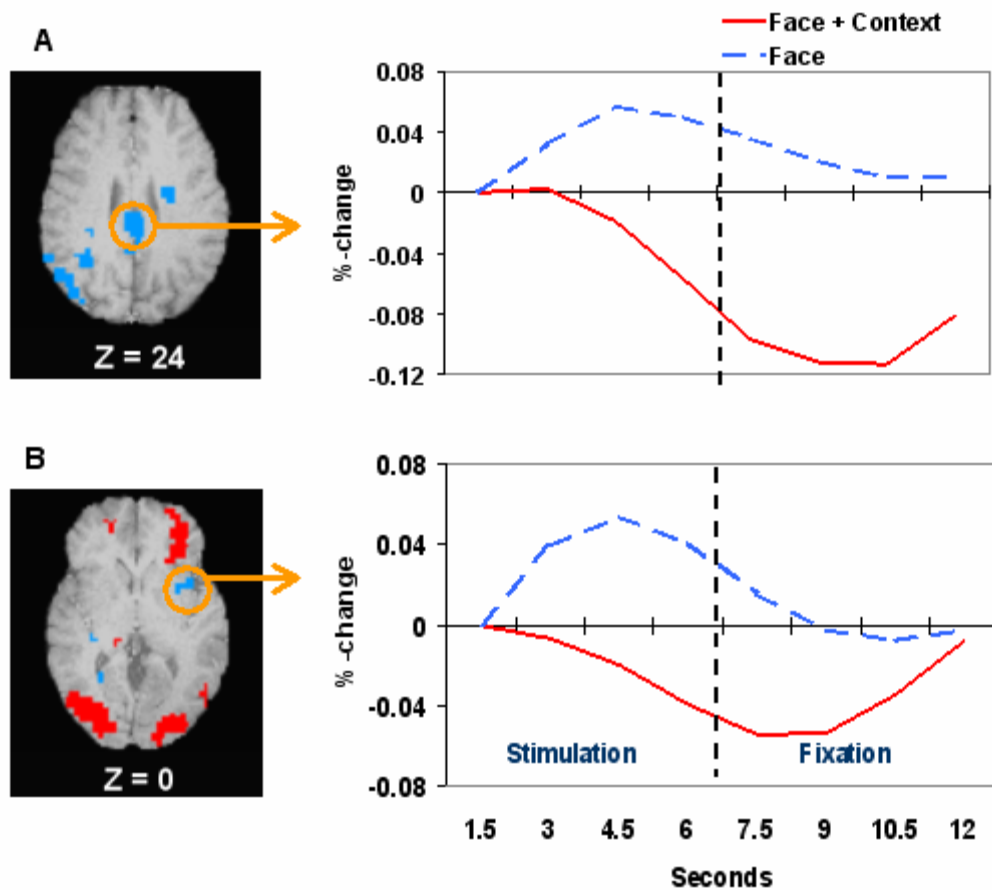 A
Face + Context
Face
0.08
0.04
0
-0.04
-0.08
-0.12
%-change
Z = 24
B
0.08
0.04
0
-0.04
-0.08
% -change
Stimulation
Fixation
Z = 0
1.5 3 4.5 6 7.5 9 10.5 12
Seconds